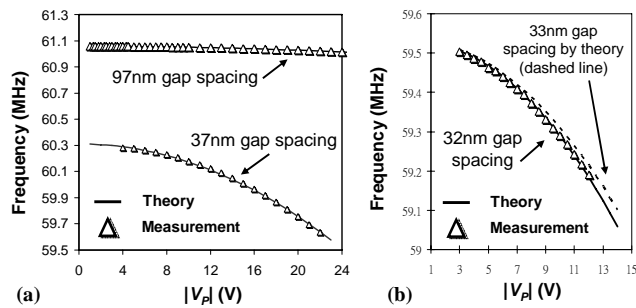 61.3
61.1
60.9
60.7
60.5
60.3
60.1
59.9
59.7
59.5
Frequency (MHz)
97nm gap spacing
37nm gap spacing
Theory
Measurement
0 4 8 12 16 20 24
|V_P| (V)
(a)
59.6
59.5
59.4
59.3
59.2
59.1
59
Frequency (MHz)
33nm gap
spacing by theory
(dashed line)
32nm gap
spacing
Theory
Measurement
1 3 5 7 9 11 13 15
|V_P| (V)
(b)